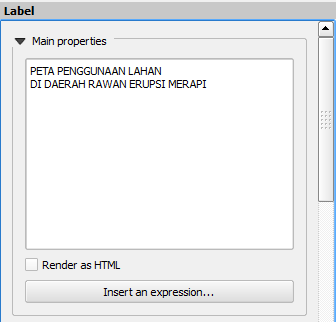 Label
Main properties
PETA PENGGUNAAN LAHAN
DI DAERAH RAWAN ERUPSI MERAPI
Render as HTML
Insert an expression...